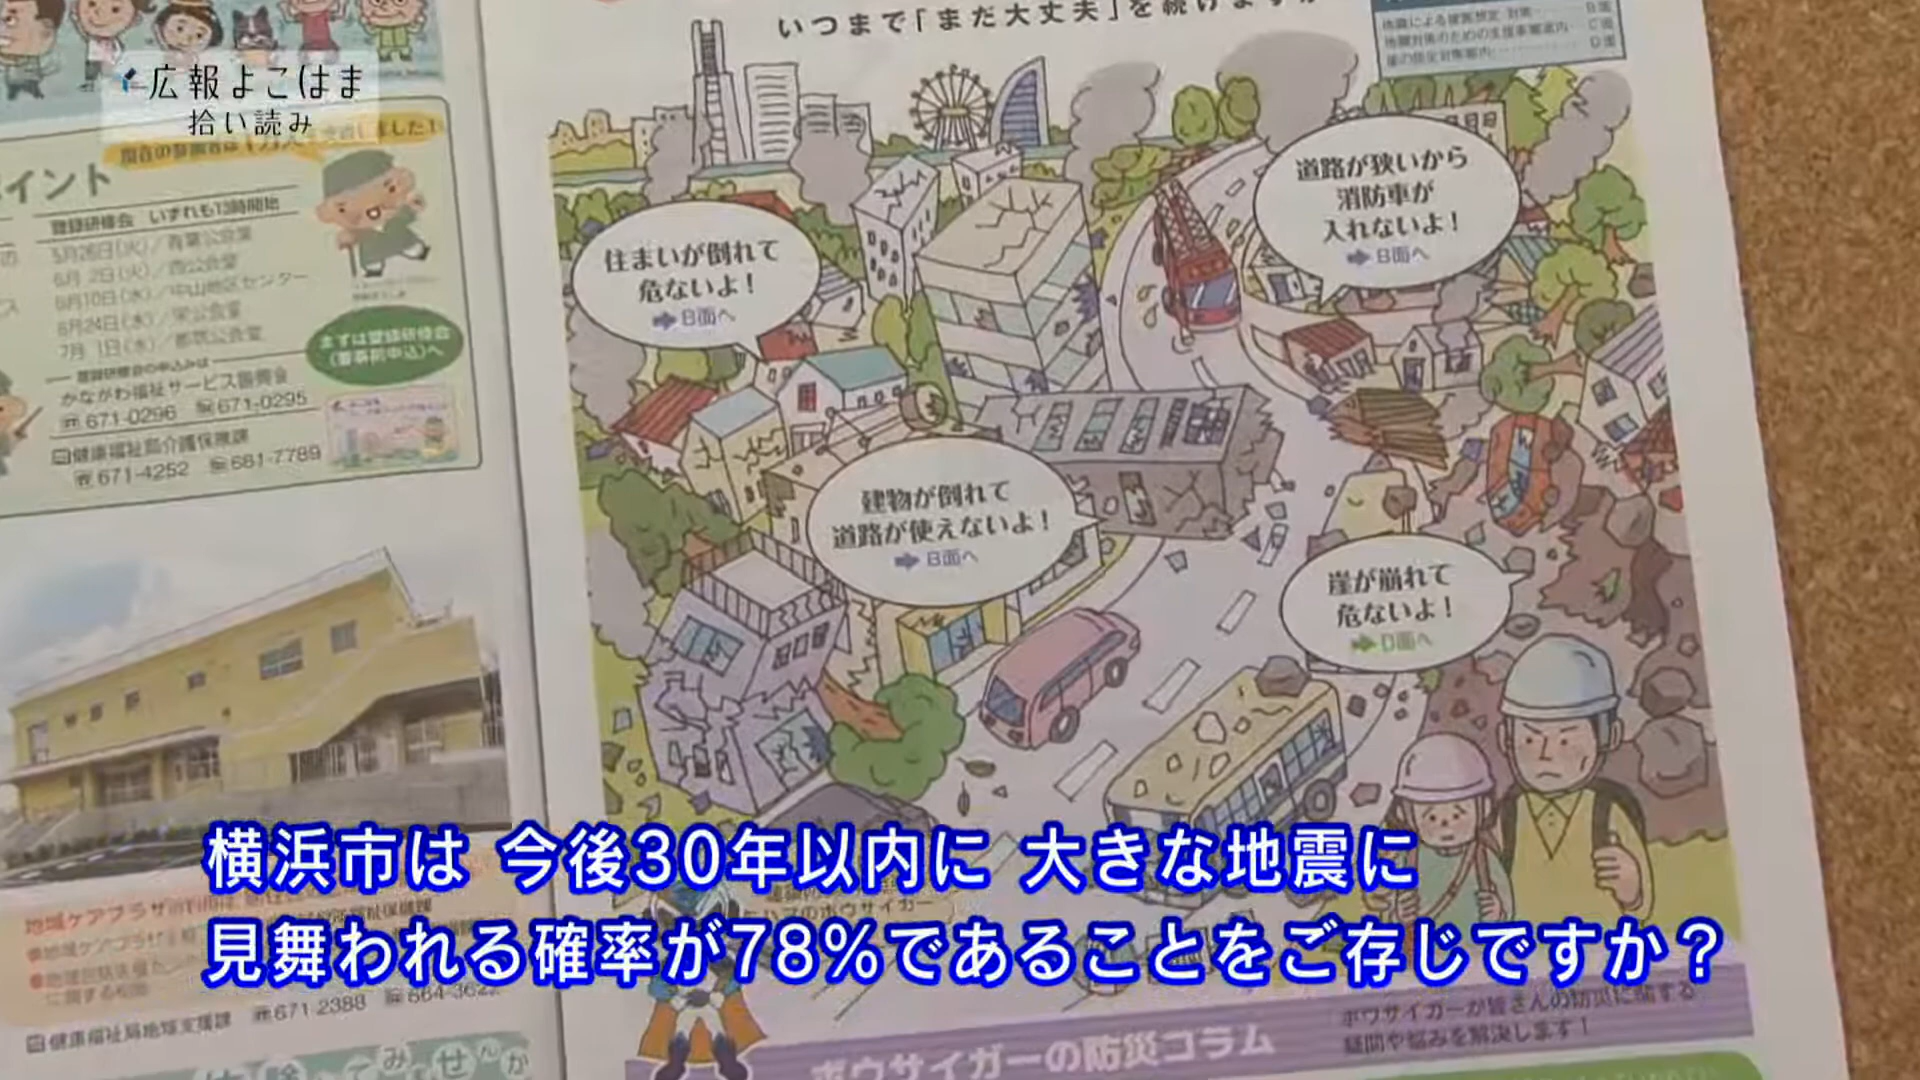 広報よこはま
拾い読み
いつまで「まだ大丈夫」を続けますか
イント
登録研修会 いずれも13時開始
5月26日(火)/青葉公会堂
6月 2日(火)/西公会堂
6月10日(水)/中山地区センター
6月24日(水)/栄公会堂
7月 1日(水)/都筑公会堂
まずは登録研修会
(要事前申込)へ
かながわ福祉サービス振興会
671-0296 671-0295
健康福祉局介護保険課
671-4252 681-7789
住まいが倒れて
危ないよ!
B面へ
道路が狭いから
消防車が
入れないよ!
B面へ
建物が倒れて
道路が使えないよ!
B面へ
崖が崩れて
危ないよ!
D面へ
横浜市は 今後30年以内に 大きな地震に
見舞われる確率が78%であることをご存じですか?
671-2388
健康福祉局地域支援課
ボウサイガーの防災コラム
ボウサイガーが皆さんの防災に関する
疑問や悩みを解決します!